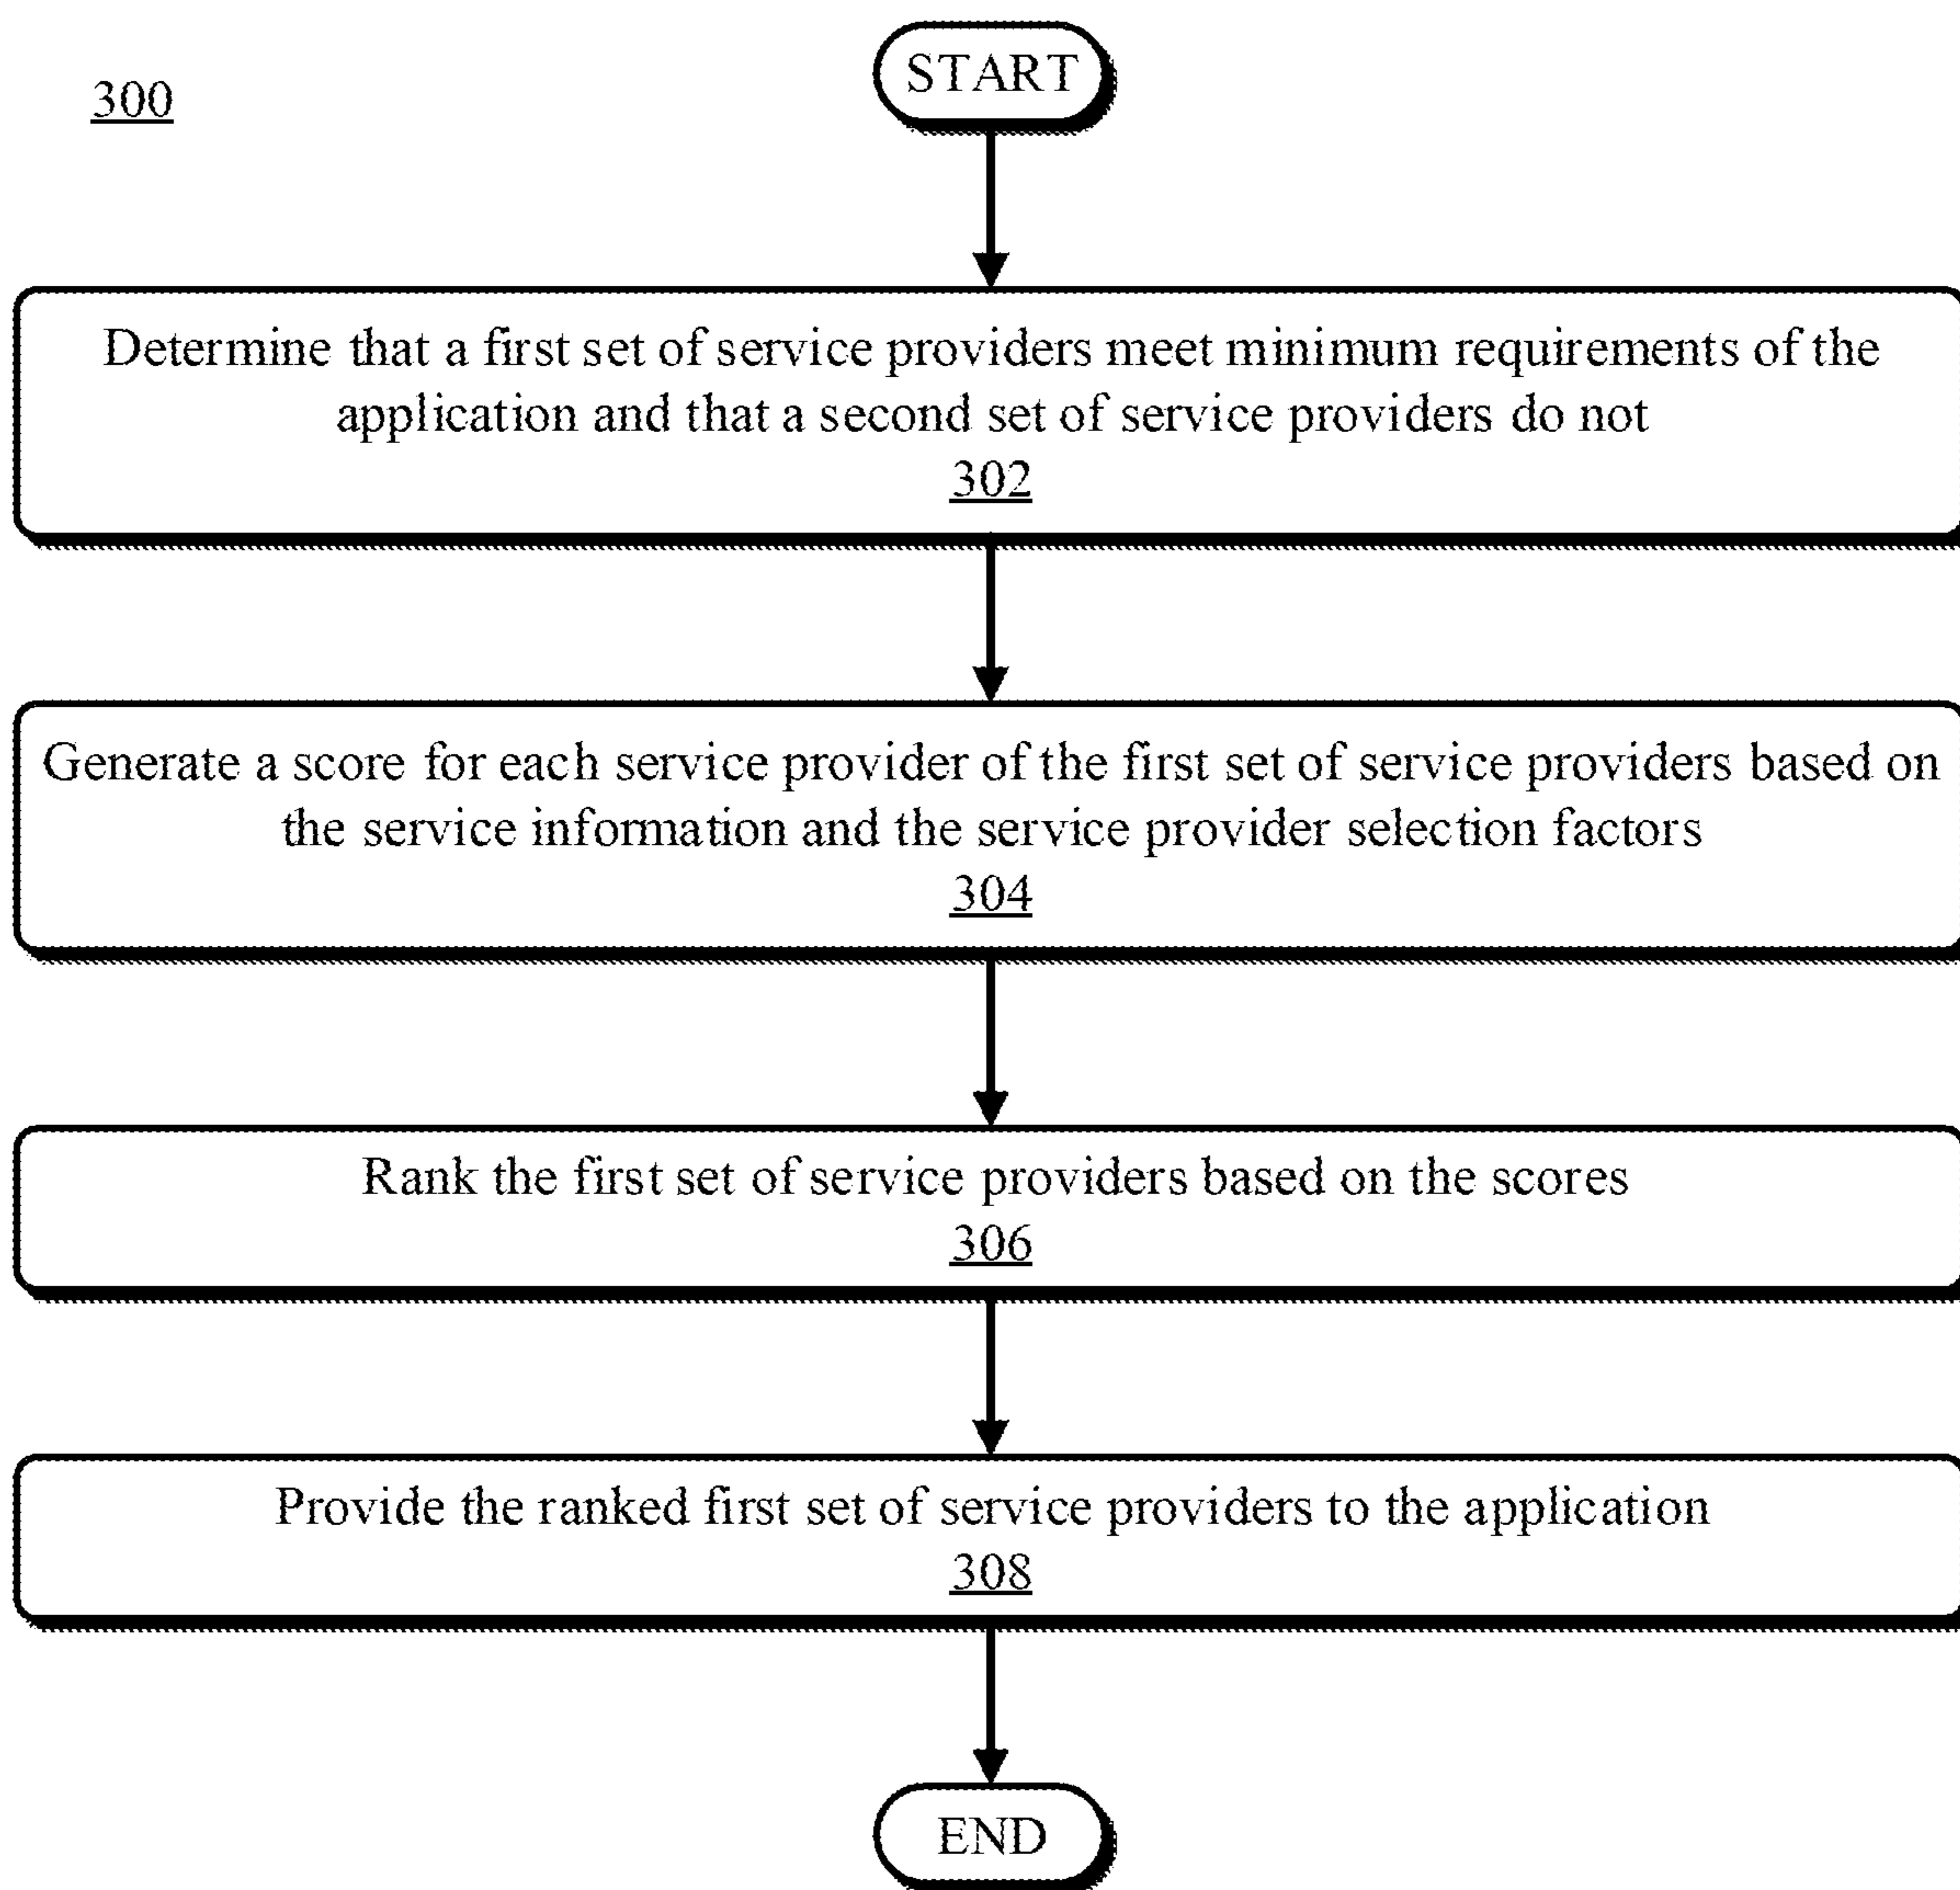 START
300
Determine that a first set of service providers meet minimum requirements of the
application and that a second set of service providers do not
302
Generate a score for each service provider of the first set of service providers based on
the service information and the service provider selection factors
304
Rank the first set of service providers based on the scores
306
Provide the ranked first set of service providers to the application
308
END